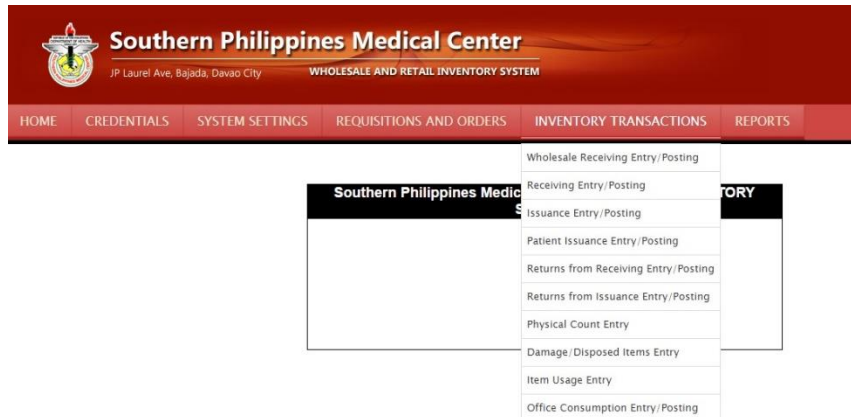 Southern Philippines Medical Center
JP Laurel Ave, Bajada, Davao City WHOLESALE AND RETAIL INVENTORY SYSTEM
HOME CREDENTIALS SYSTEM SETTINGS REQUISITIONS AND ORDERS INVENTORY TRANSACTIONS REPORTS
Wholesale Receiving Entry/Posting
Southern Philippines Medic
TORY
S
Receiving Entry/Posting
Issuance Entry/Posting
Patient Issuance Entry/Posting
Returns from Receiving Entry/Posting
Returns from Issuance Entry/Posting
Physical Count Entry
Damage/Disposed Items Entry
Item Usage Entry
Office Consumption Entry/Posting